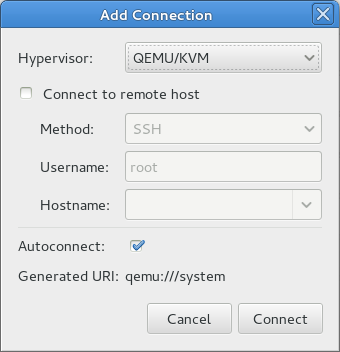 Add Connection
Hypervisor: QEMU/KVM
Connect to remote host
Method: SSH
Username: root
Hostname:
Autoconnect:
Generated URI: qemu:///system
Cancel Connect